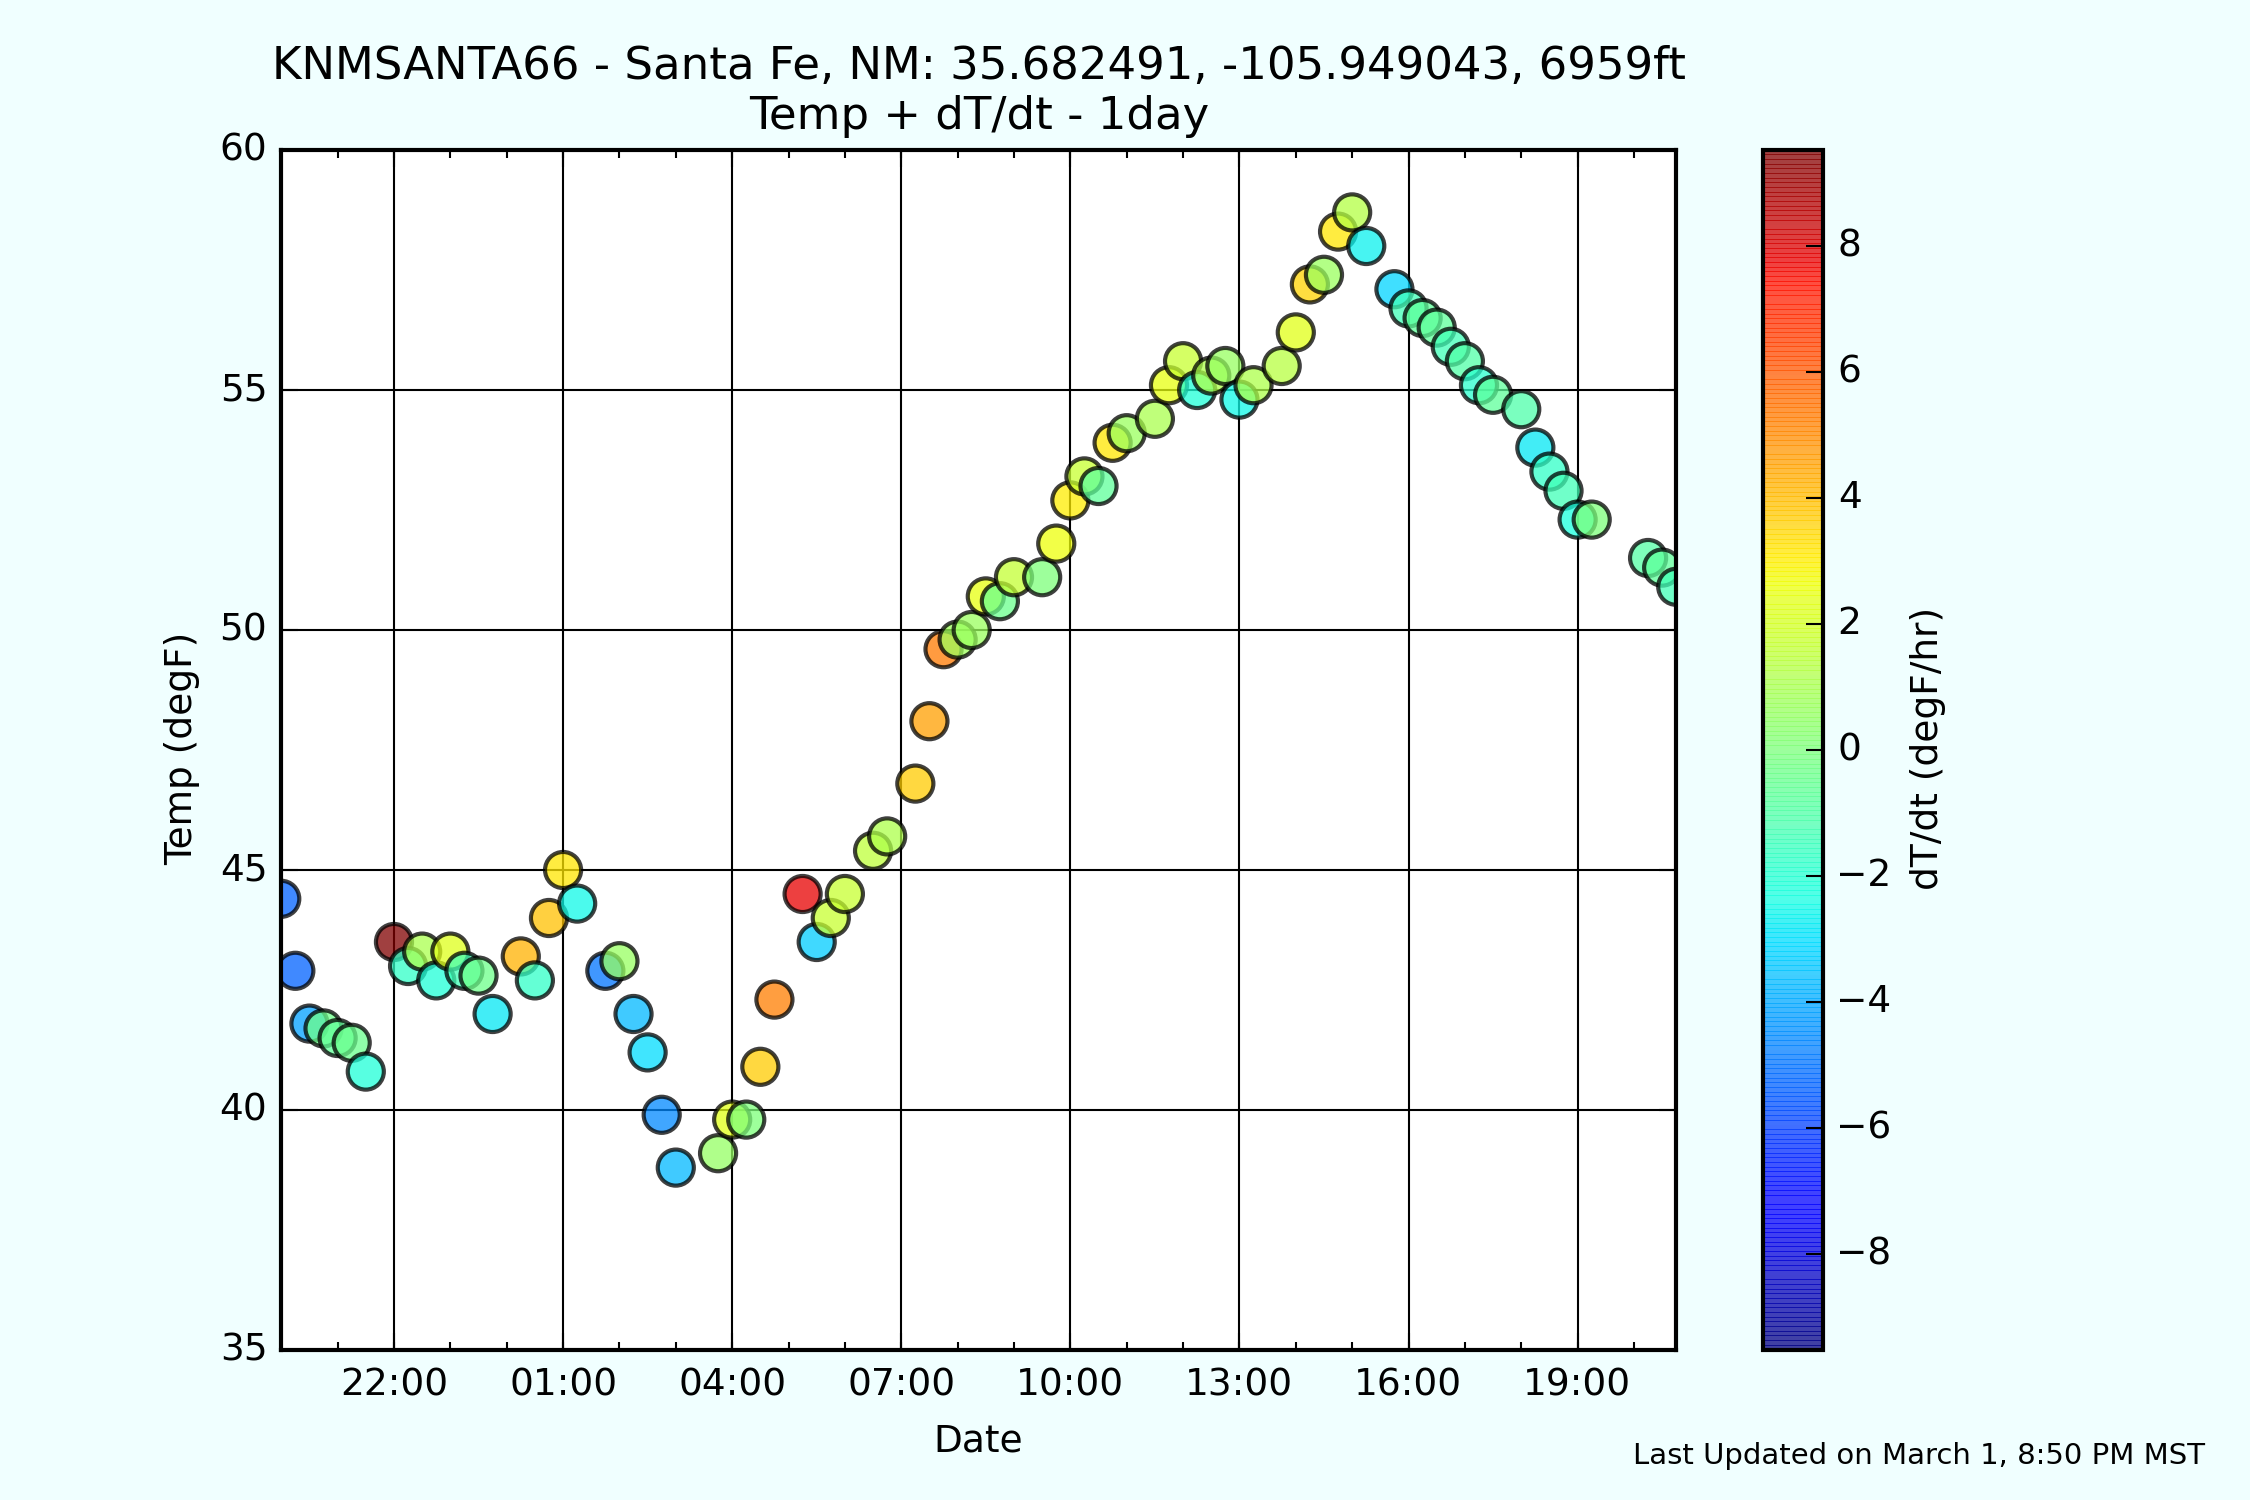 KNMSANTA66 - Santa Fe, NM: 35.682491, -105.949043, 6959ft
Temp + dT/dt - 1day
60
55
50
45
40
35
Temp (degF)
22:00 01:00 04:00 07:00 10:00 13:00 16:00 19:00
Date
8
6
4
2
0
−2
−4
−6
−8
dT/dt (degF/hr)
Last Updated on March 1, 8:50 PM MST